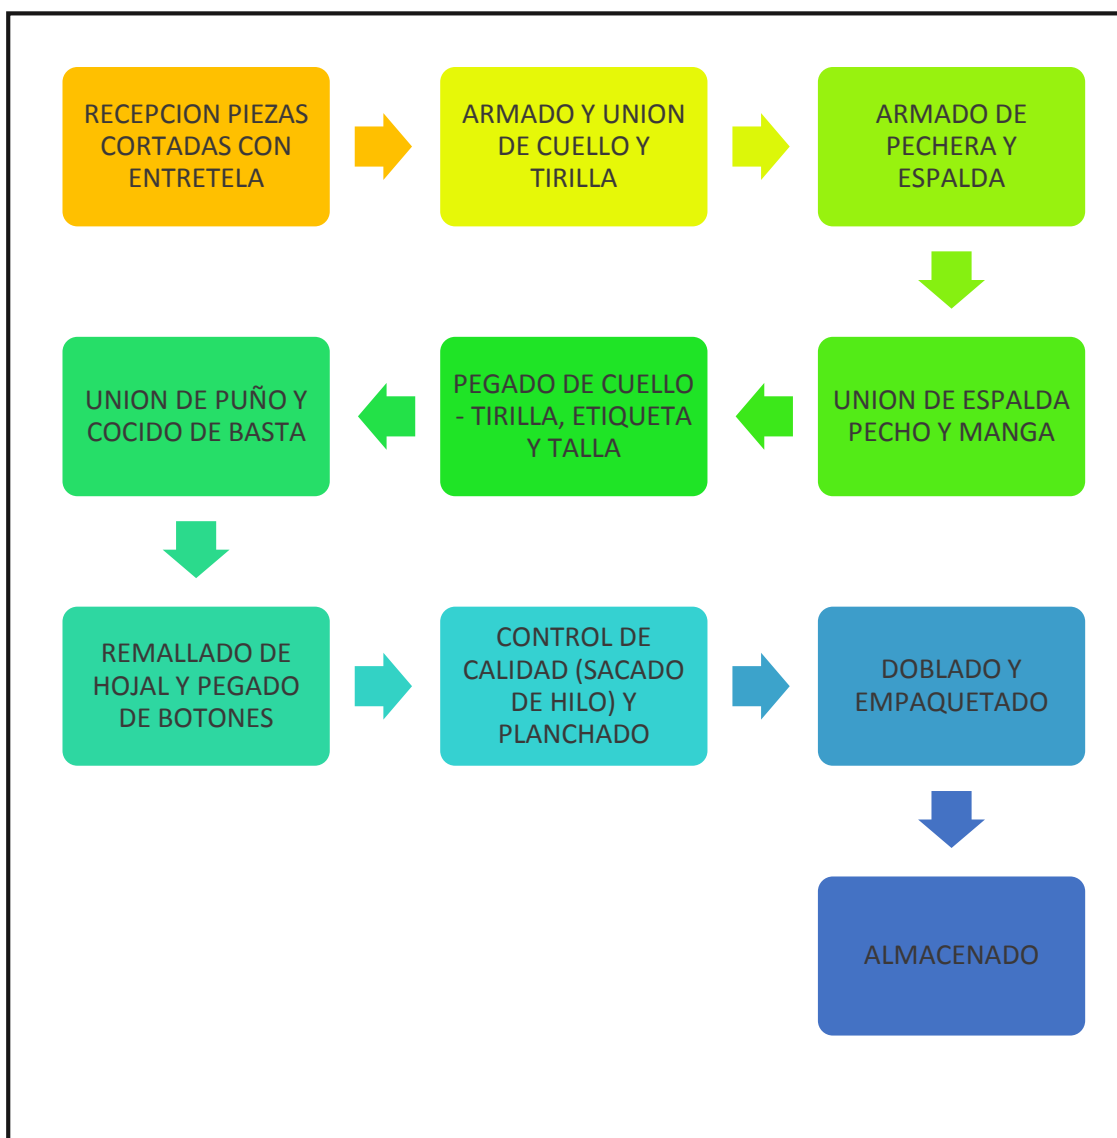 RECEPCION PIEZAS
CORTADAS CON
ENTRETELA
ARMADO Y UNION
DE CUELLO Y
TIRILLA
ARMADO DE
PECHERA Y
ESPALDA
UNION DE ESPALDA
PECHO Y MANGA
PEGADO DE CUELLO
- TIRILLA, ETIQUETA
Y TALLA
UNION DE PUÑO Y
COCIDO DE BASTA
REMALLADO DE
HOJAL Y PEGADO
DE BOTONES
CONTROL DE
CALIDAD (SACADO
DE HILO) Y
PLANCHADO
DOBLADO Y
EMPAQUETADO
ALMACENADO